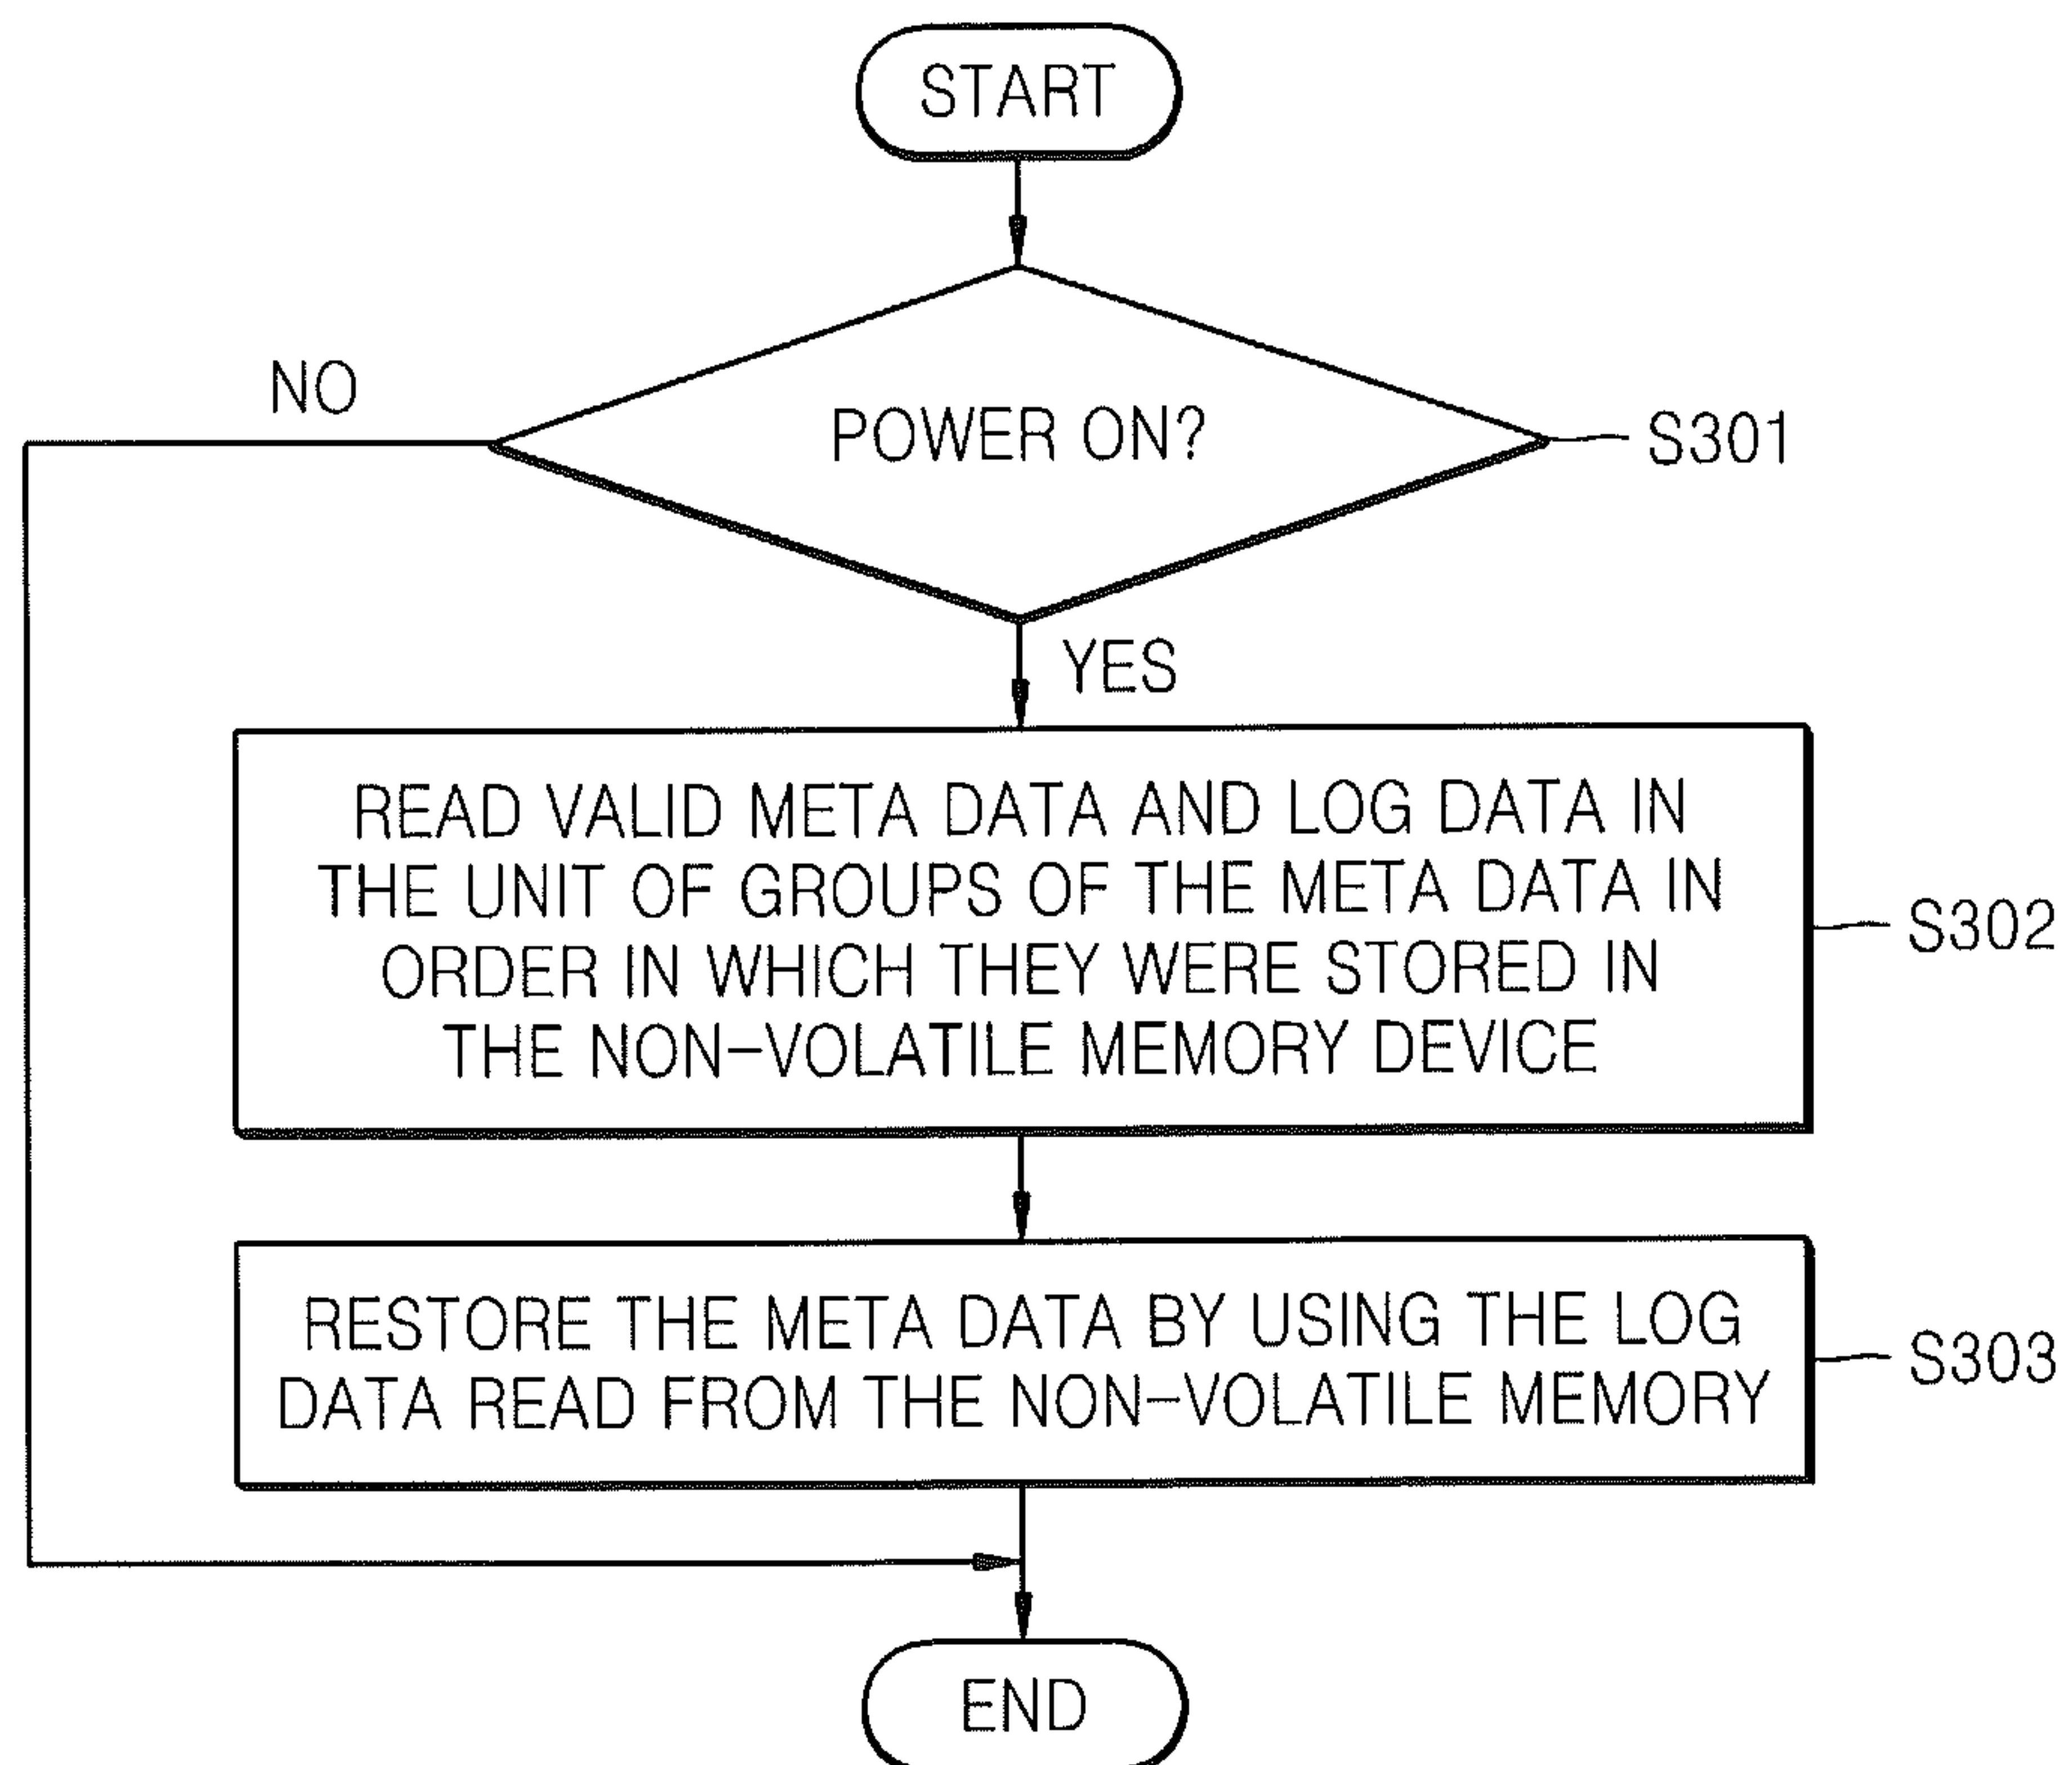 START
NO
POWER ON?
S301
YES
READ VALID META DATA AND LOG DATA IN
THE UNIT OF GROUPS OF THE META DATA IN
ORDER IN WHICH THEY WERE STORED IN
THE NON-VOLATILE MEMORY DEVICE
S302
RESTORE THE META DATA BY USING THE LOG
DATA READ FROM THE NON-VOLATILE MEMORY
S303
END